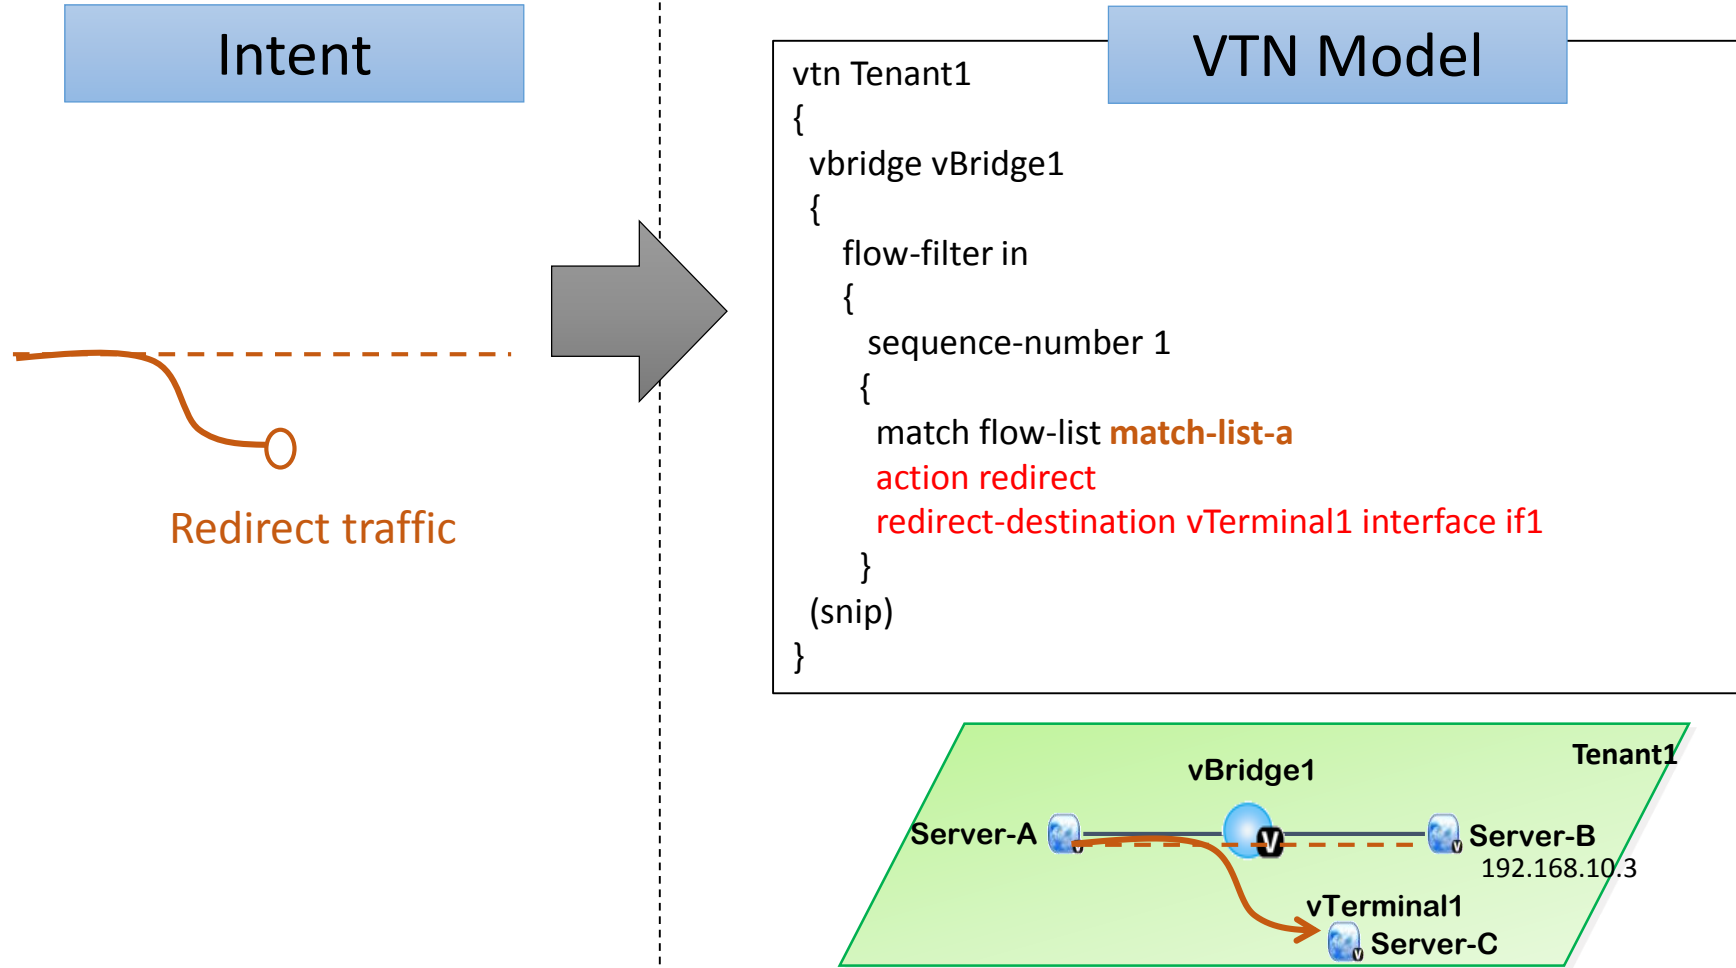 Intent
Redirect traffic
VTN Model
vtn Tenant1
{
vbridge vBridge1
{
flow-filter in
{
sequence-number 1
{
match flow-list match-list-a
action redirect
redirect-destination vTerminal1 interface if1
}
(snip)
}
Tenant1
vBridge1
Server-A
V
Server-B
192.168.10.3
vTerminal1
Server-C